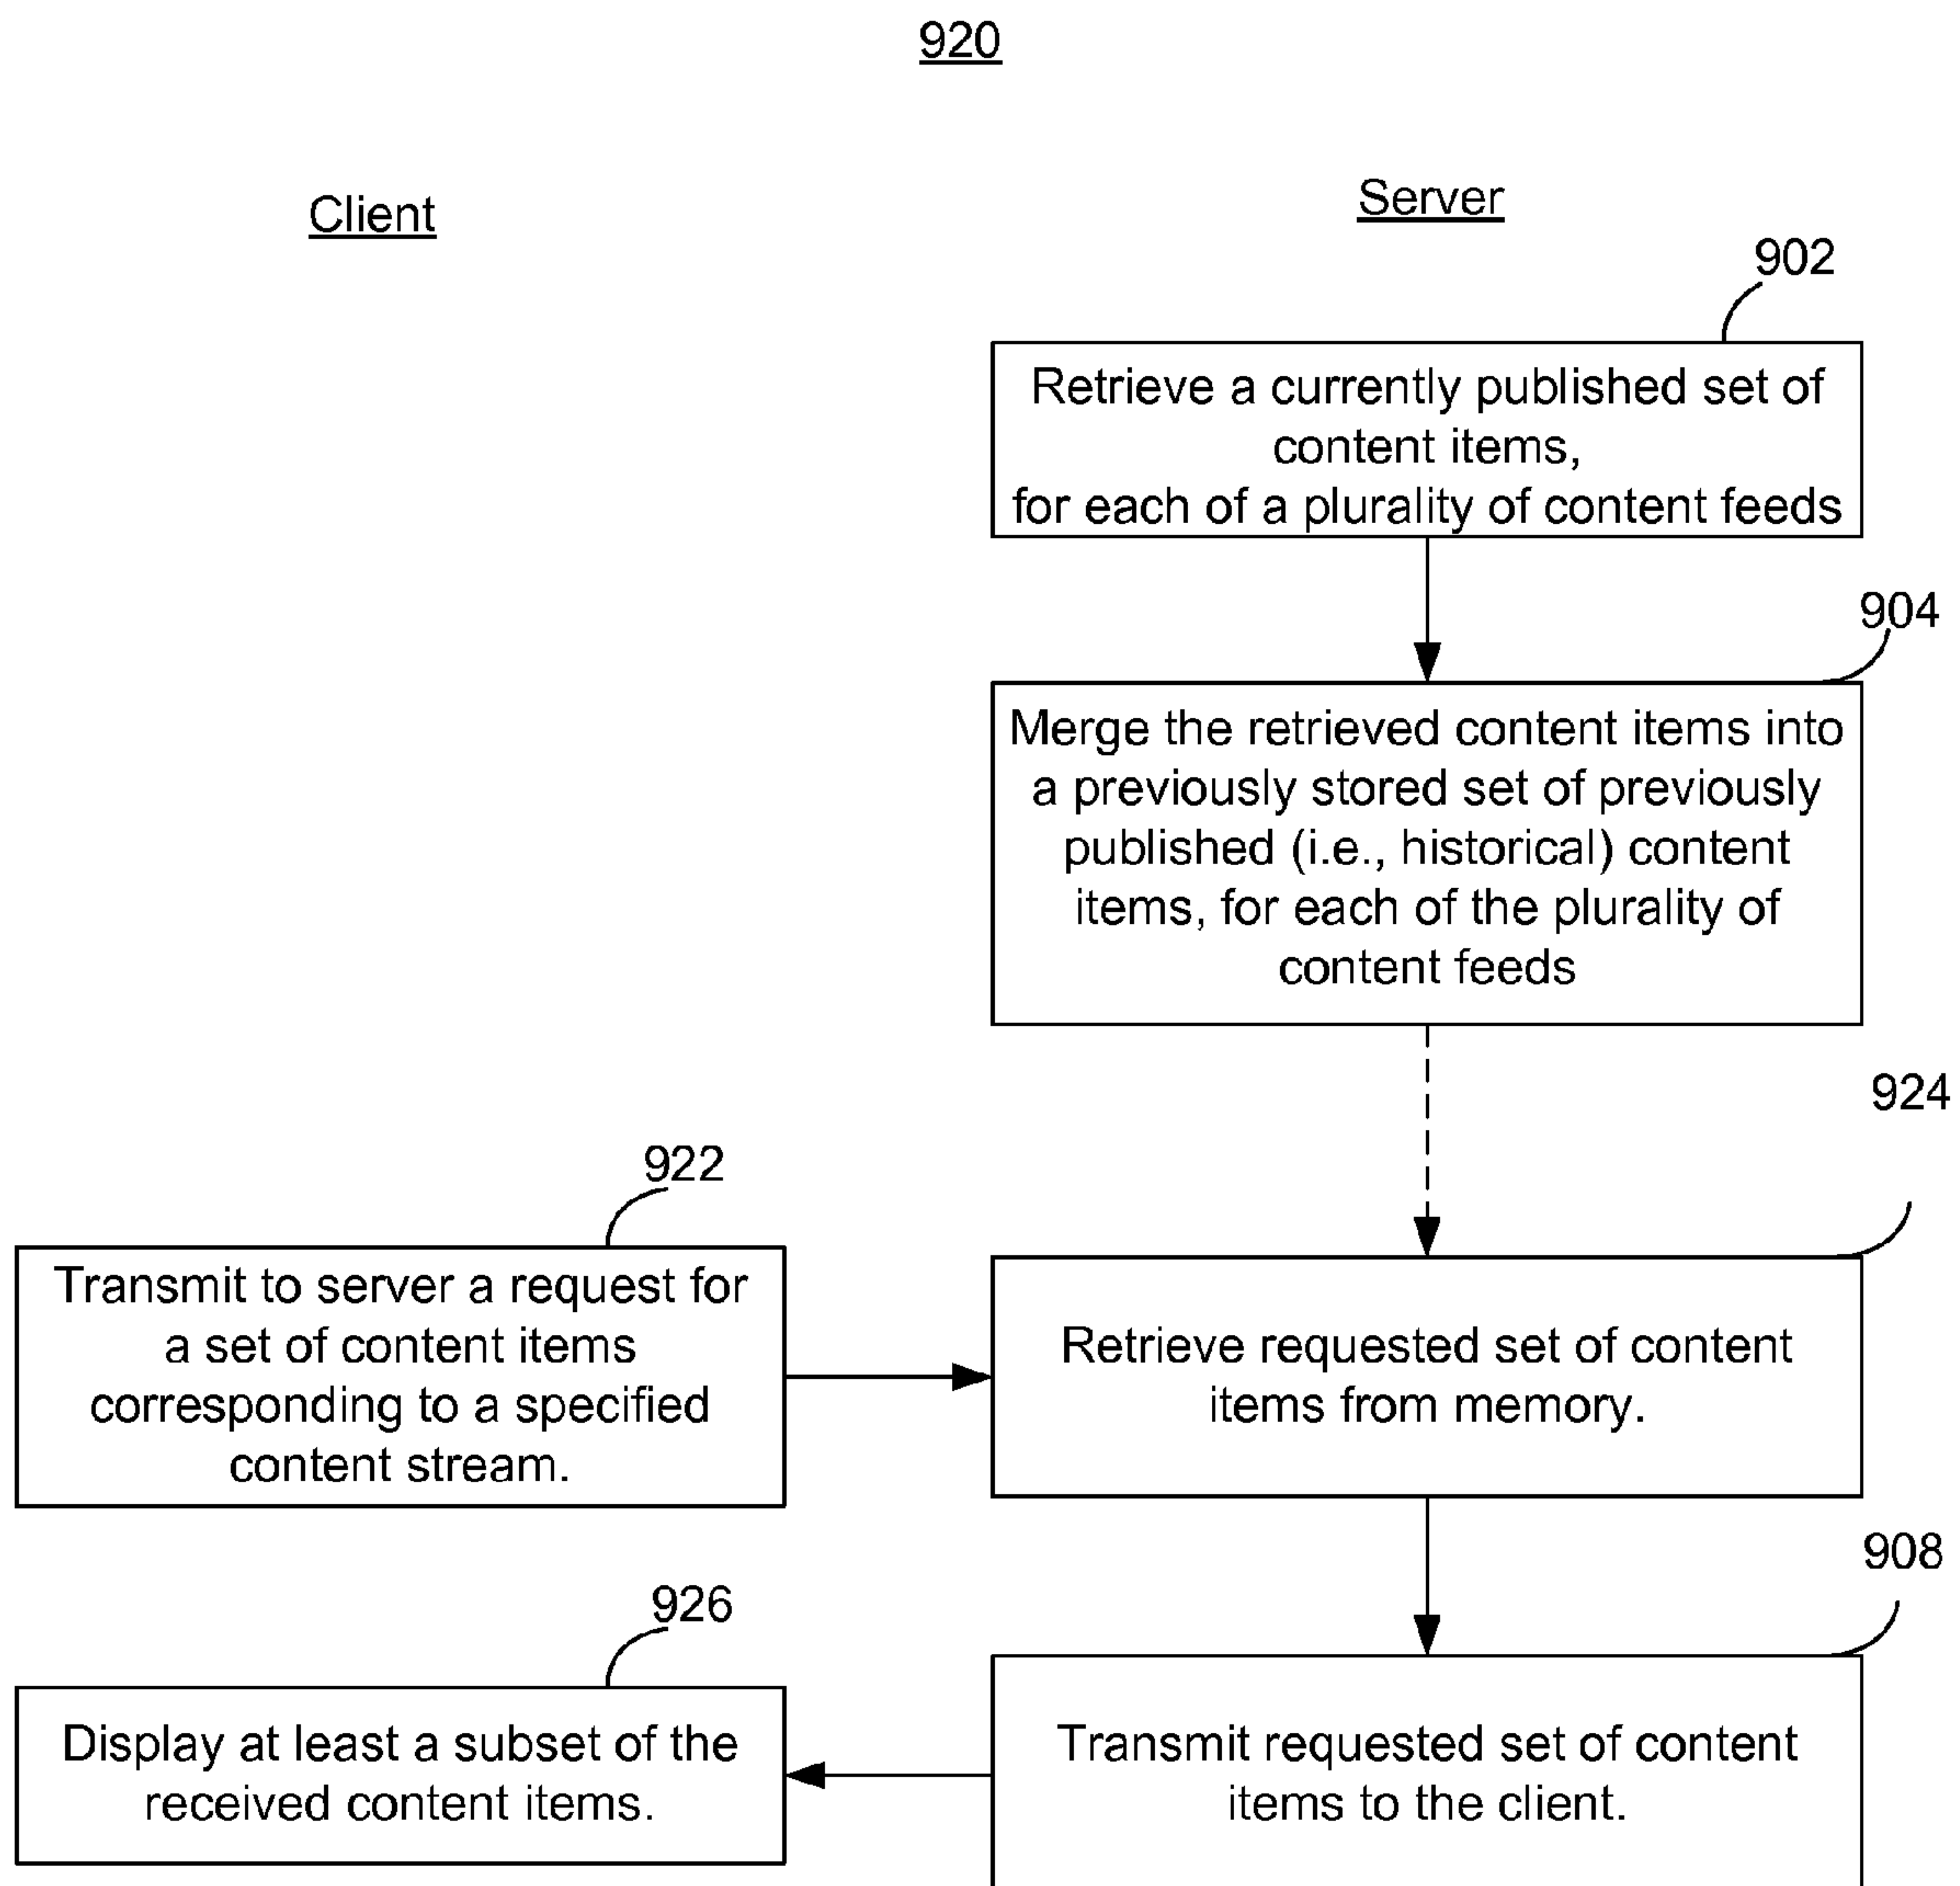 920
Client
Server
902
Retrieve a currently published set of
content items,
for each of a plurality of content feeds
904
Merge the retrieved content items into
a previously stored set of previously
published (i.e., historical) content
items, for each of the plurality of
content feeds
924
922
Transmit to server a request for
a set of content items
corresponding to a specified
content stream.
Retrieve requested set of content
items from memory.
908
926
Display at least a subset of the
received content items.
Transmit requested set of content
items to the client.